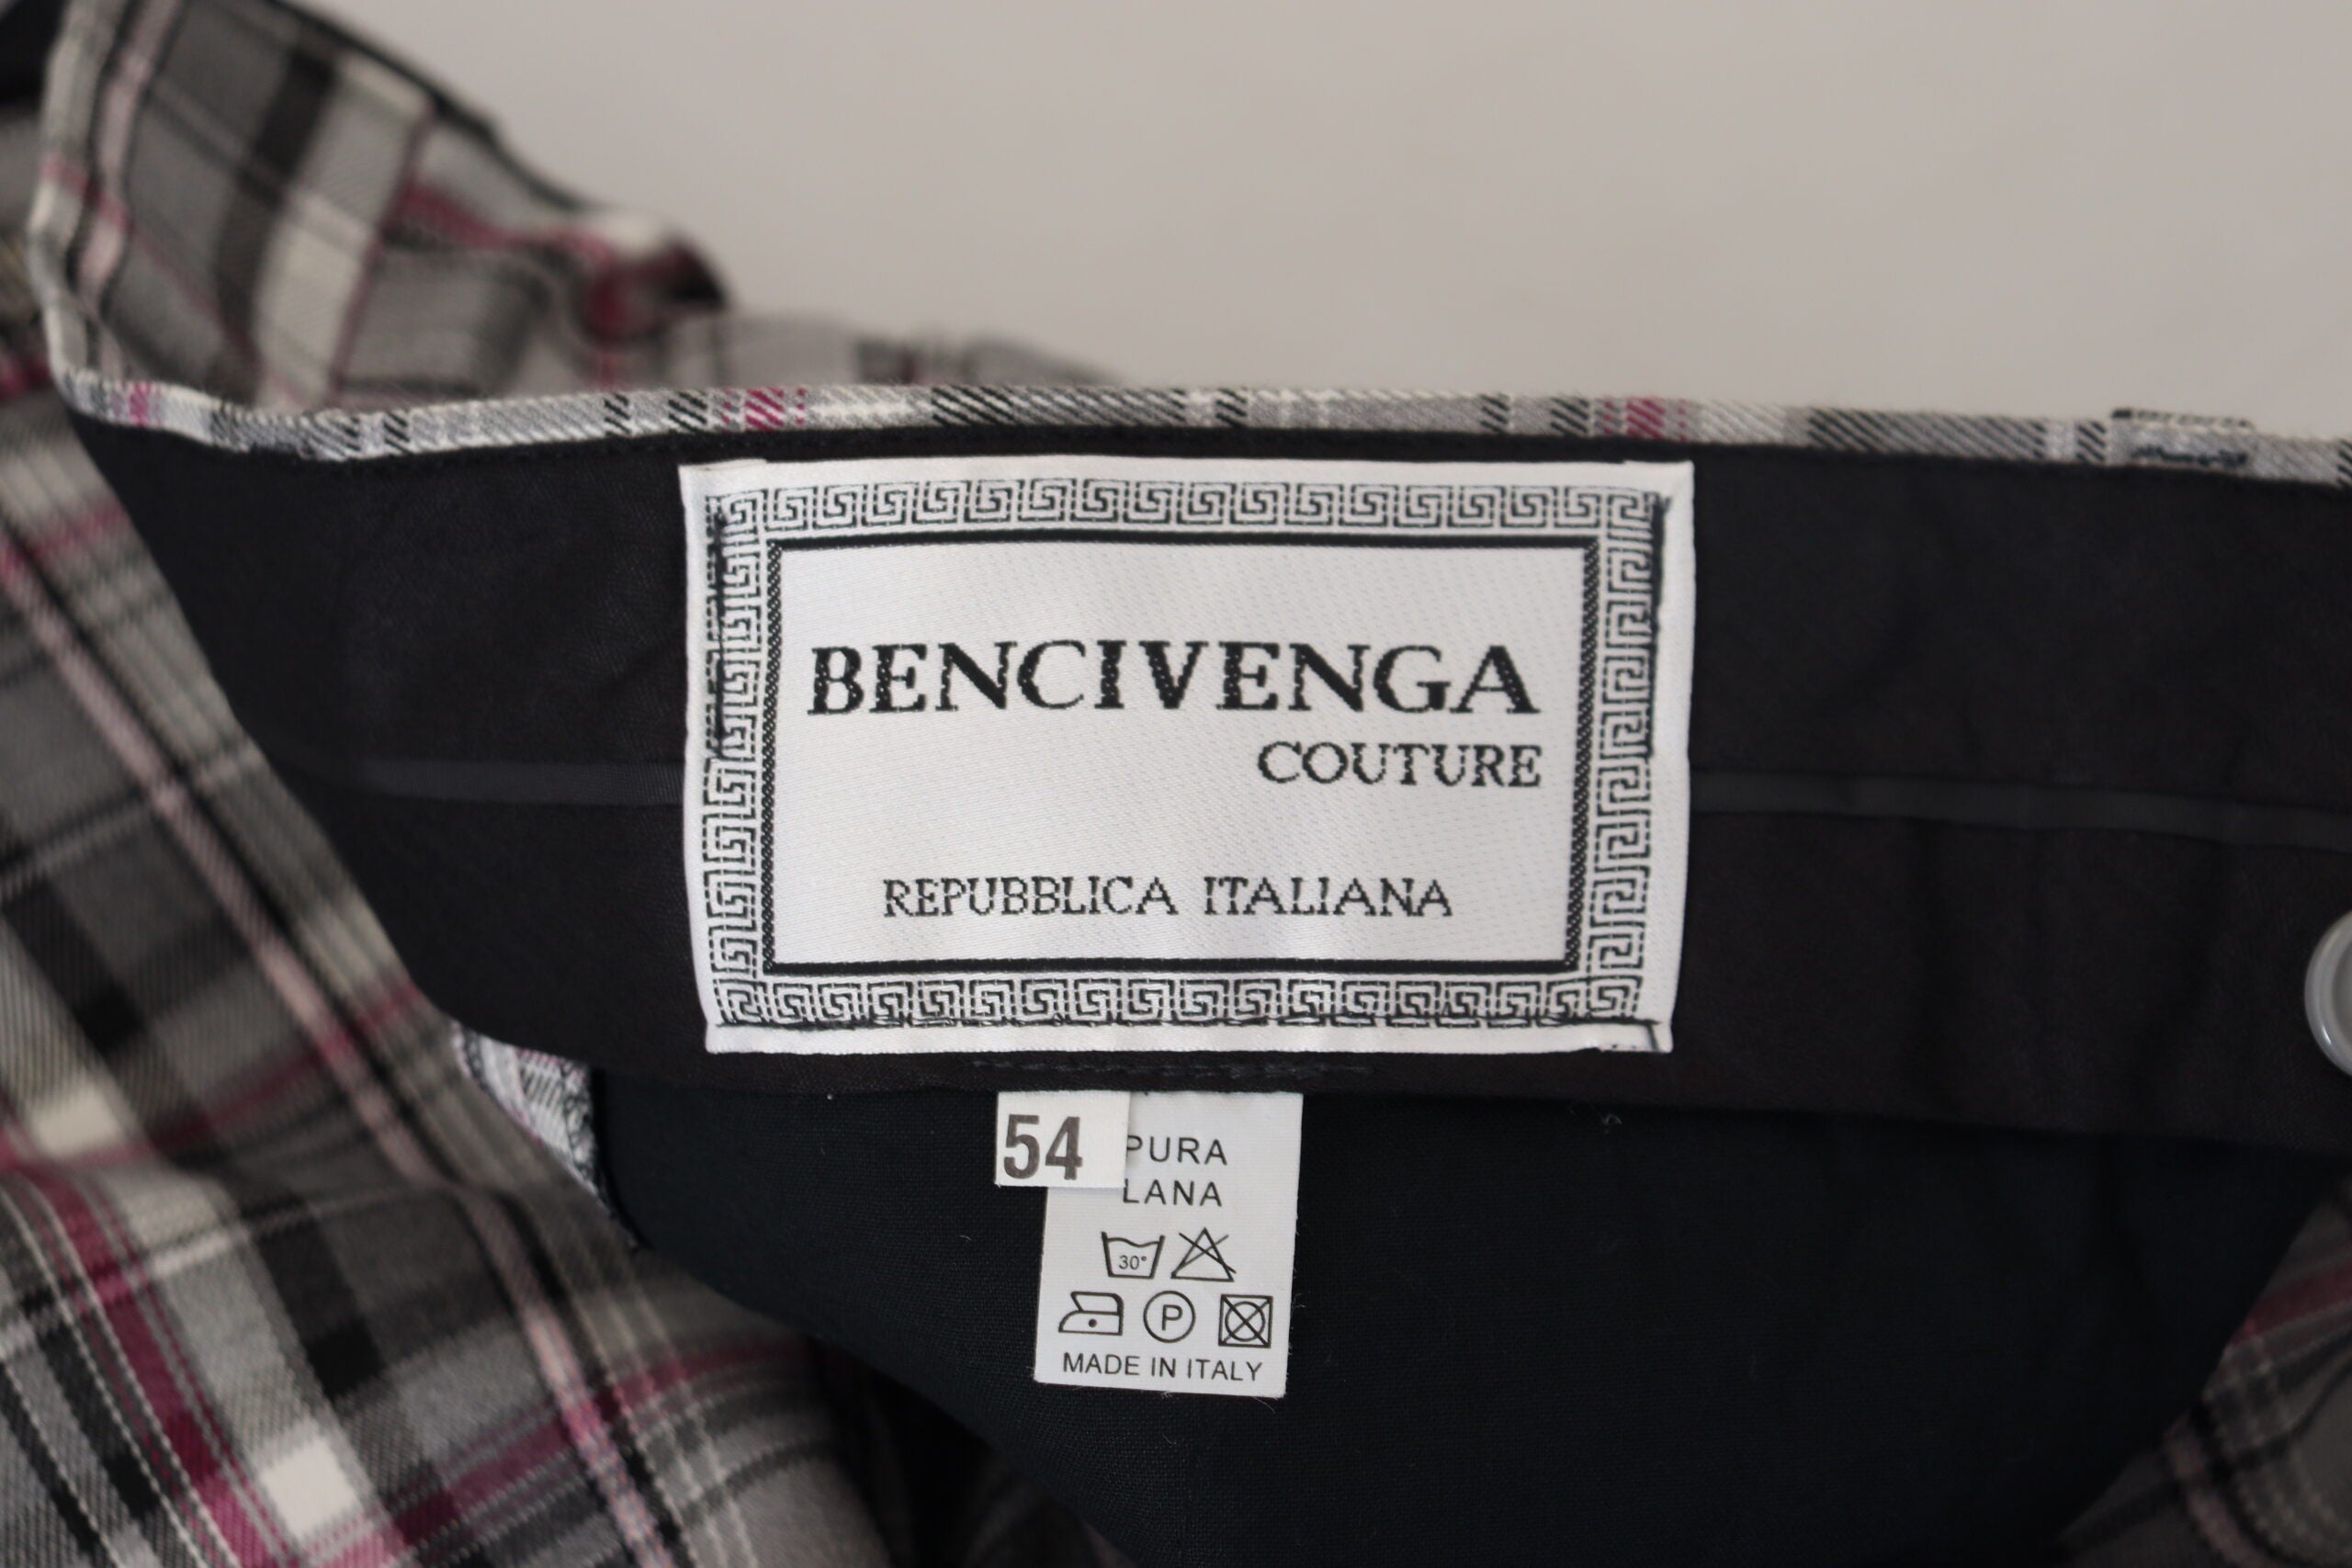 BENCIVENGA
COUTURE
REPUBBLICA ITALIANA
54
PURA
LANA
30°
P
MADE IN ITALY